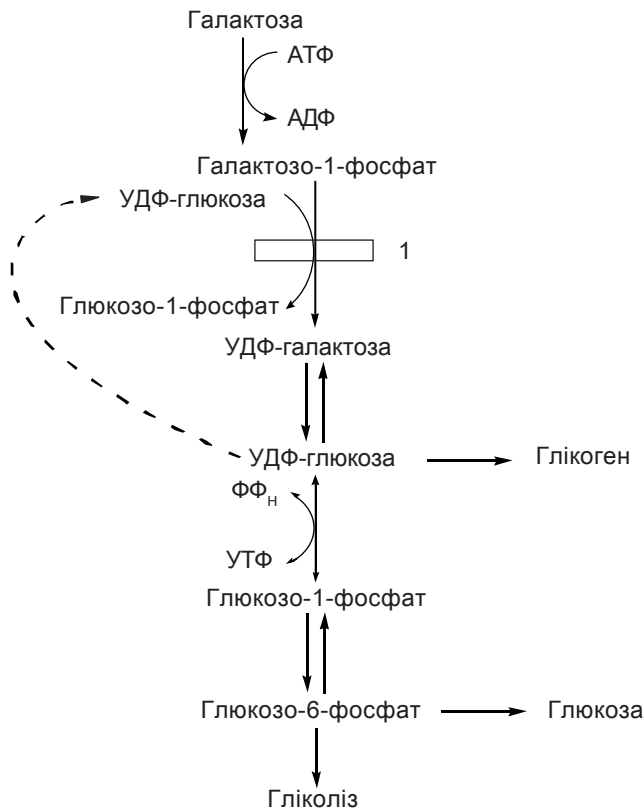 Галактоза
АТФ
АДФ
Галактозо-1-фосфат
УДФ-глюкоза
1
Глюкозо-1-фосфат
УДФ-галактоза
УДФ-глюкоза
Глікоген
ФФН
УТФ
Глюкозо-1-фосфат
Глюкозо-6-фосфат
Глюкоза
Гліколіз